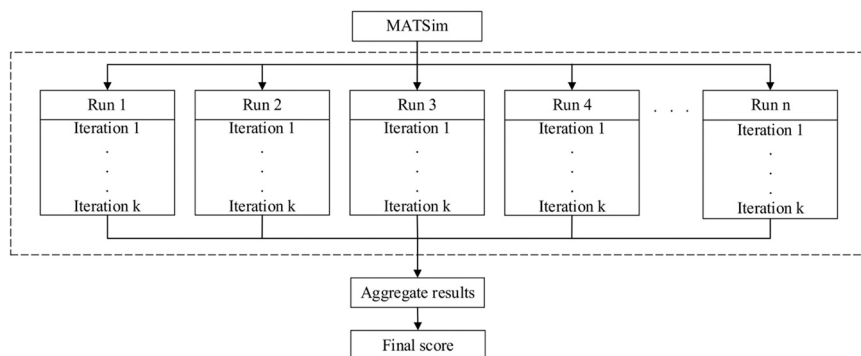 MATSim
Run 1
Iteration 1
.
.
.
Iteration k
Run 2
Iteration 1
.
.
.
Iteration k
Run 3
Iteration 1
.
.
.
Iteration k
Run 4
Iteration 1
.
.
.
Iteration k
. . .
Run n
Iteration 1
.
.
.
Iteration k
Aggregate results
Final score